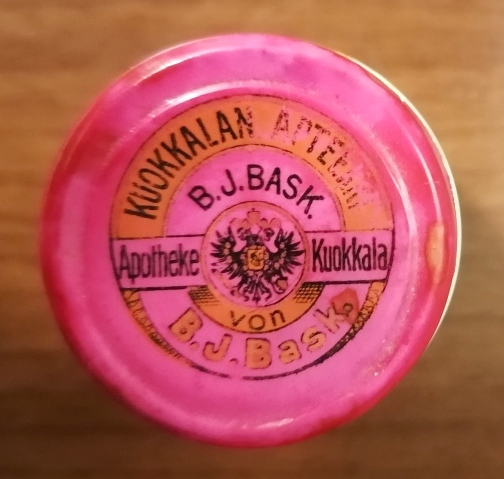 KUOKKALAN APTEEKKI
B.J.BASK.
Apotheke Kuokkala
von
B.J.Bask.